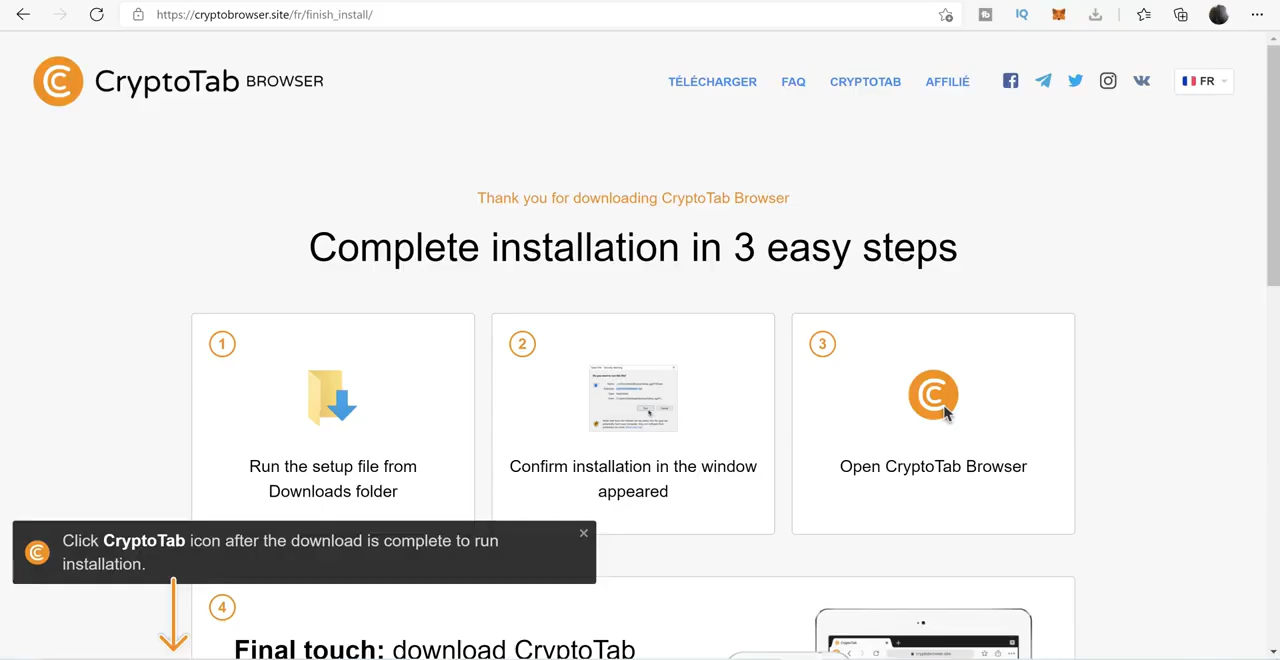 https://cryptobrowser.site/fr/finish_install/
IQ
CryptoTab BROWSER
TÉLÉCHARGER
FAQ
CRYPTOTAB
AFFILIÉ
FR
Thank you for downloading CryptoTab Browser
Complete installation in 3 easy steps
1
Run the setup file from
Downloads folder
2
Confirm installation in the window
appeared
3
Open CryptoTab Browser
Click CryptoTab icon after the download is complete to run
installation.
4
Final touch: download CryptoTab